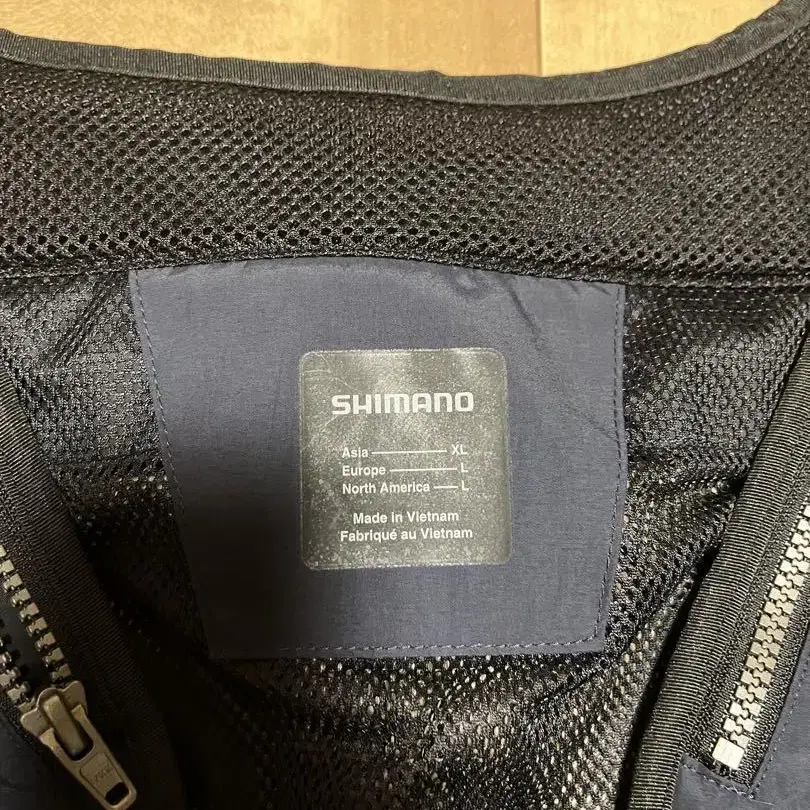 SHIMANO
Asia XL
Europe L
North America L
Made in Vietnam
Fabriqué au Vietnam